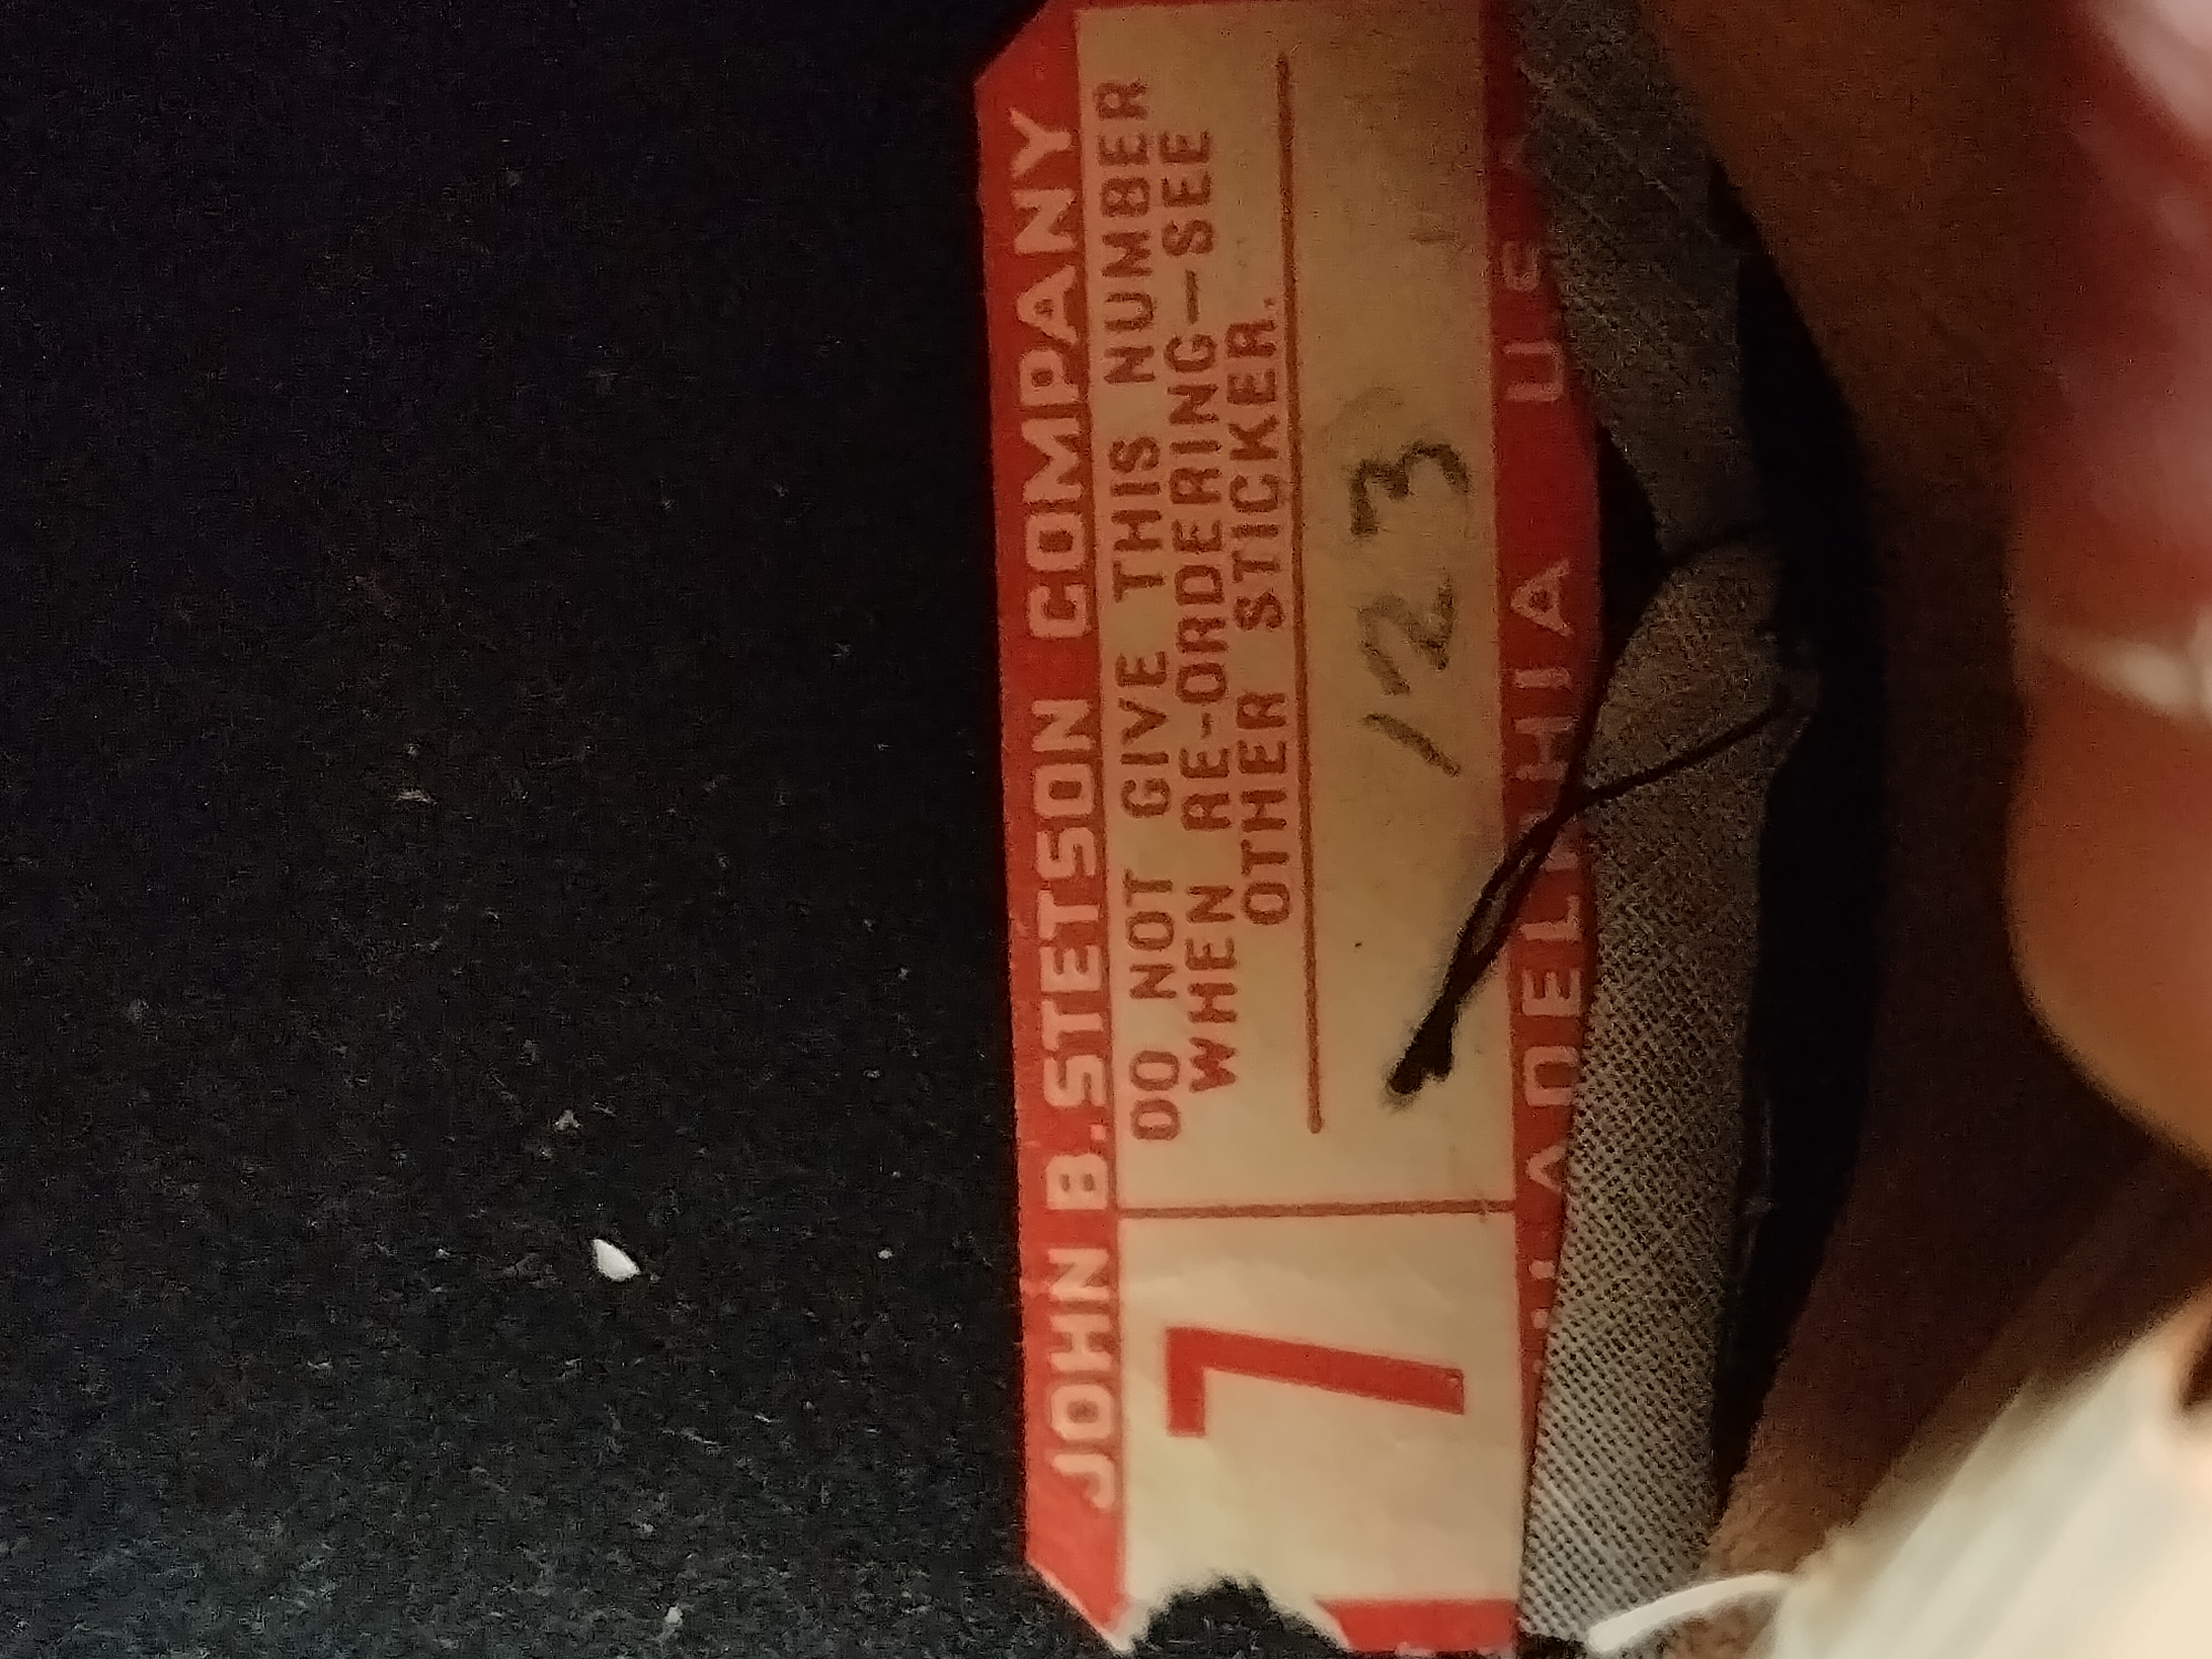 JOHN B. STETSON COMPANY
DO NOT GIVE THIS NUMBER
WHEN RE-ORDERING—SEE
OTHER STICKER.
7
123